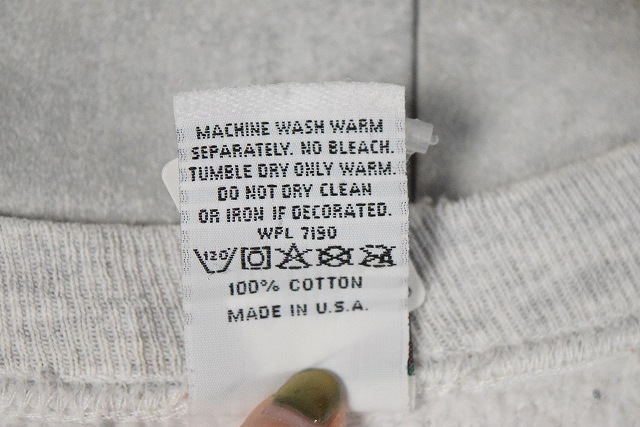 MACHINE WASH WARM
SEPARATELY. NO BLEACH.
TUMBLE DRY ONLY WARM.
DO NOT DRY CLEAN
OR IRON IF DECORATED.
WPL 7190
120
100% COTTON
MADE IN U.S.A.